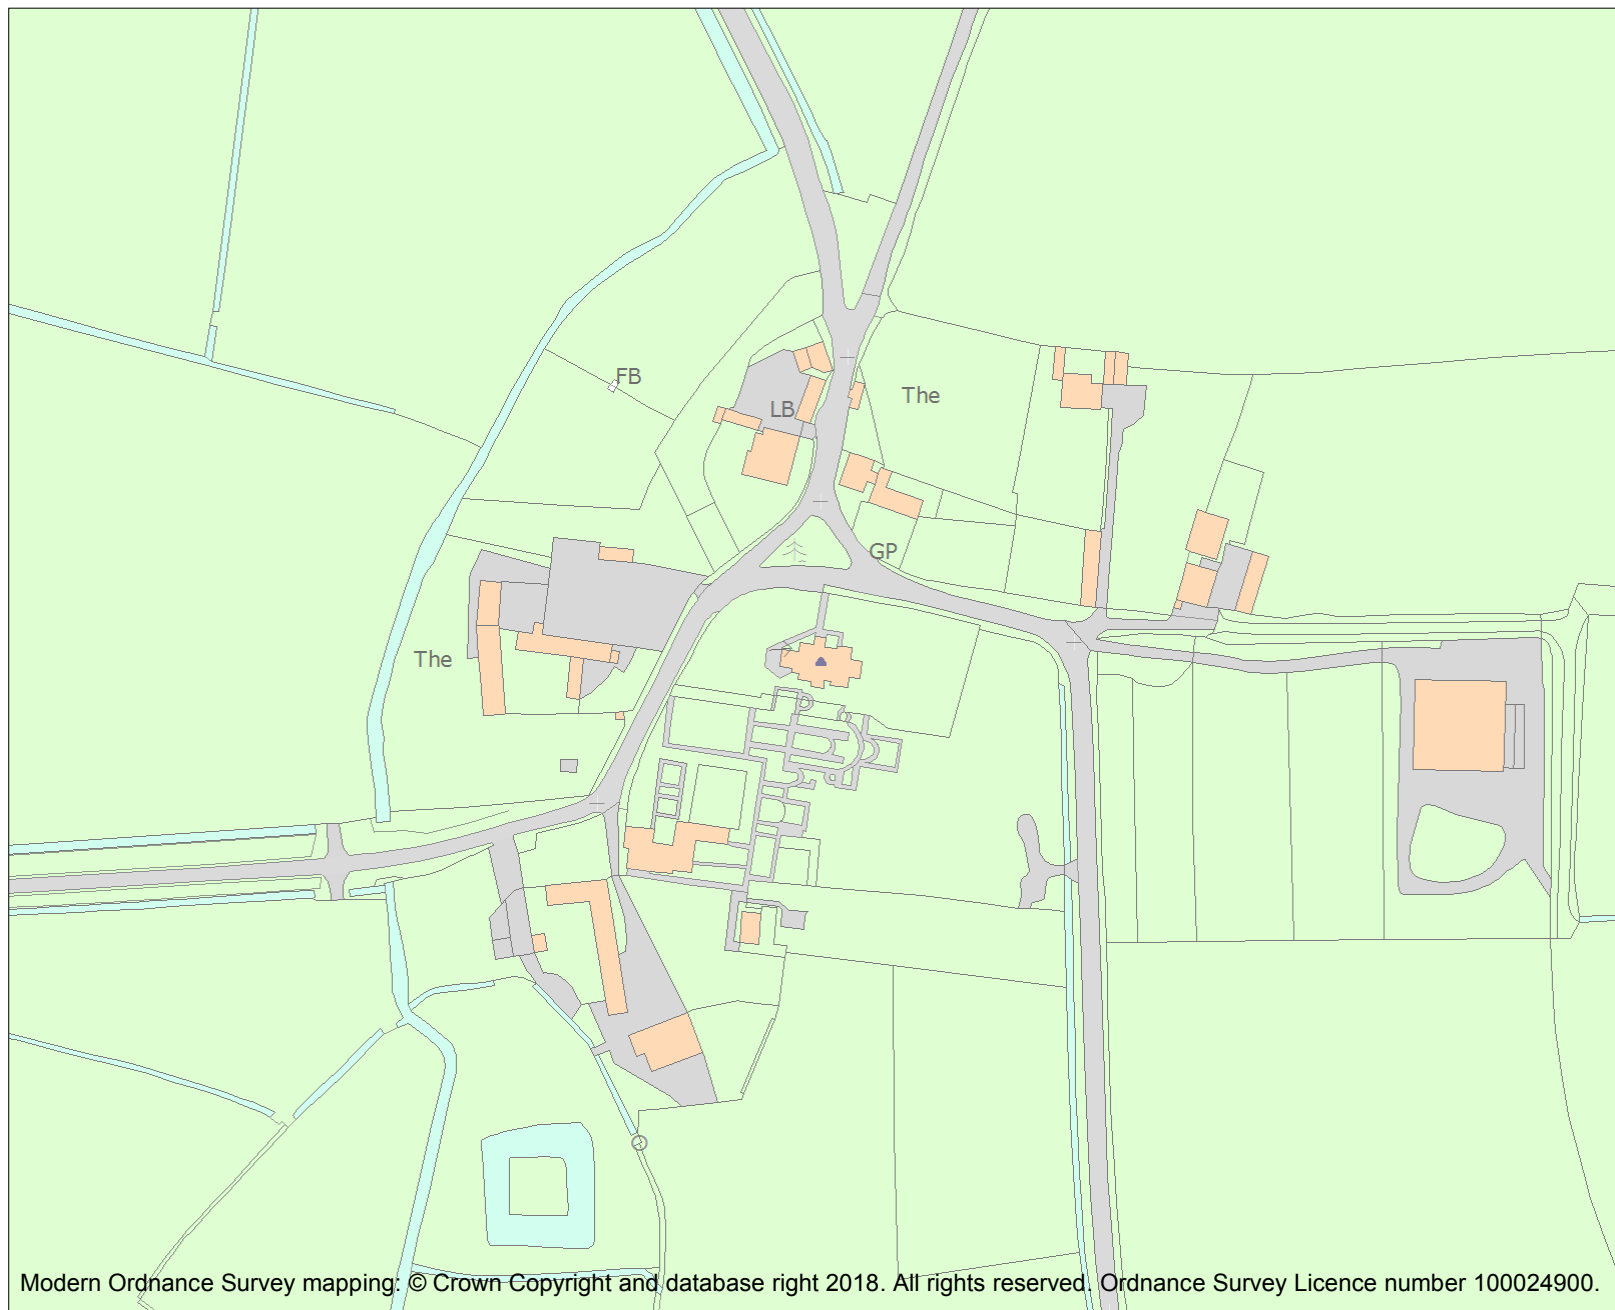 FB
The
LB
GP
The
Modern Ordnance Survey mapping: © Crown Copyright and database right 2018. All rights reserved. Ordnance Survey Licence number 100024900.